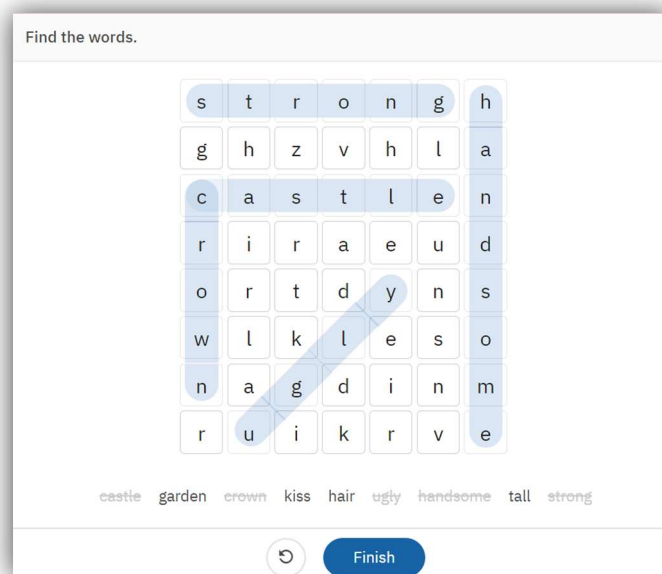 Find the words.
s t r o n g h
g h z v h l a
c a s t l e n
r i r a e u d
o r t d y n s
w l k l e s o
n a g d i n m
r u i k r v e
castle garden crown kiss hair ugly handsome tall strong
Finish